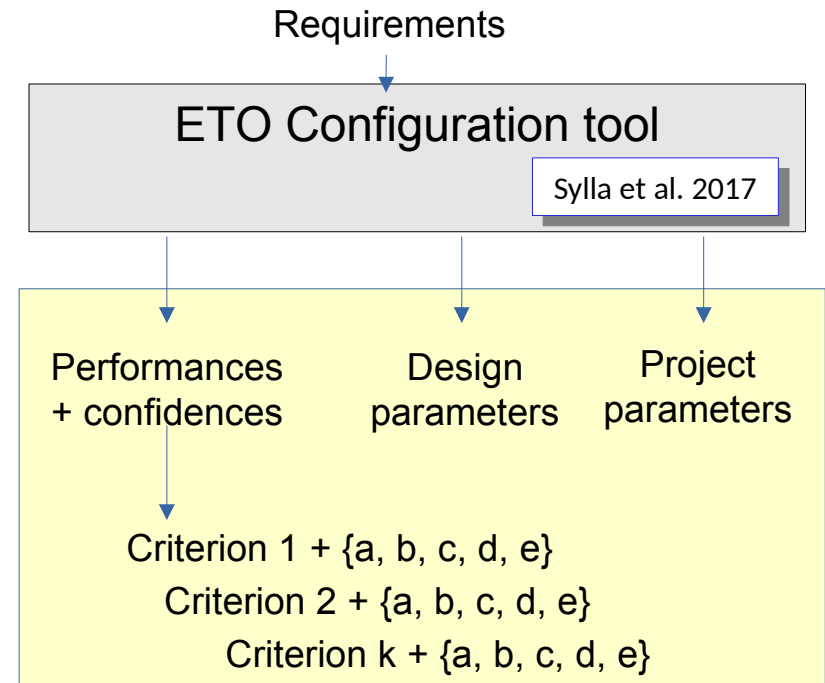 Requirements
ETO Configuration tool
Sylla et al. 2017
Performances
+ confidences
Design
parameters
Project
parameters
Criterion 1 + {a, b, c, d, e}
Criterion 2 + {a, b, c, d, e}
Criterion k + {a, b, c, d, e}